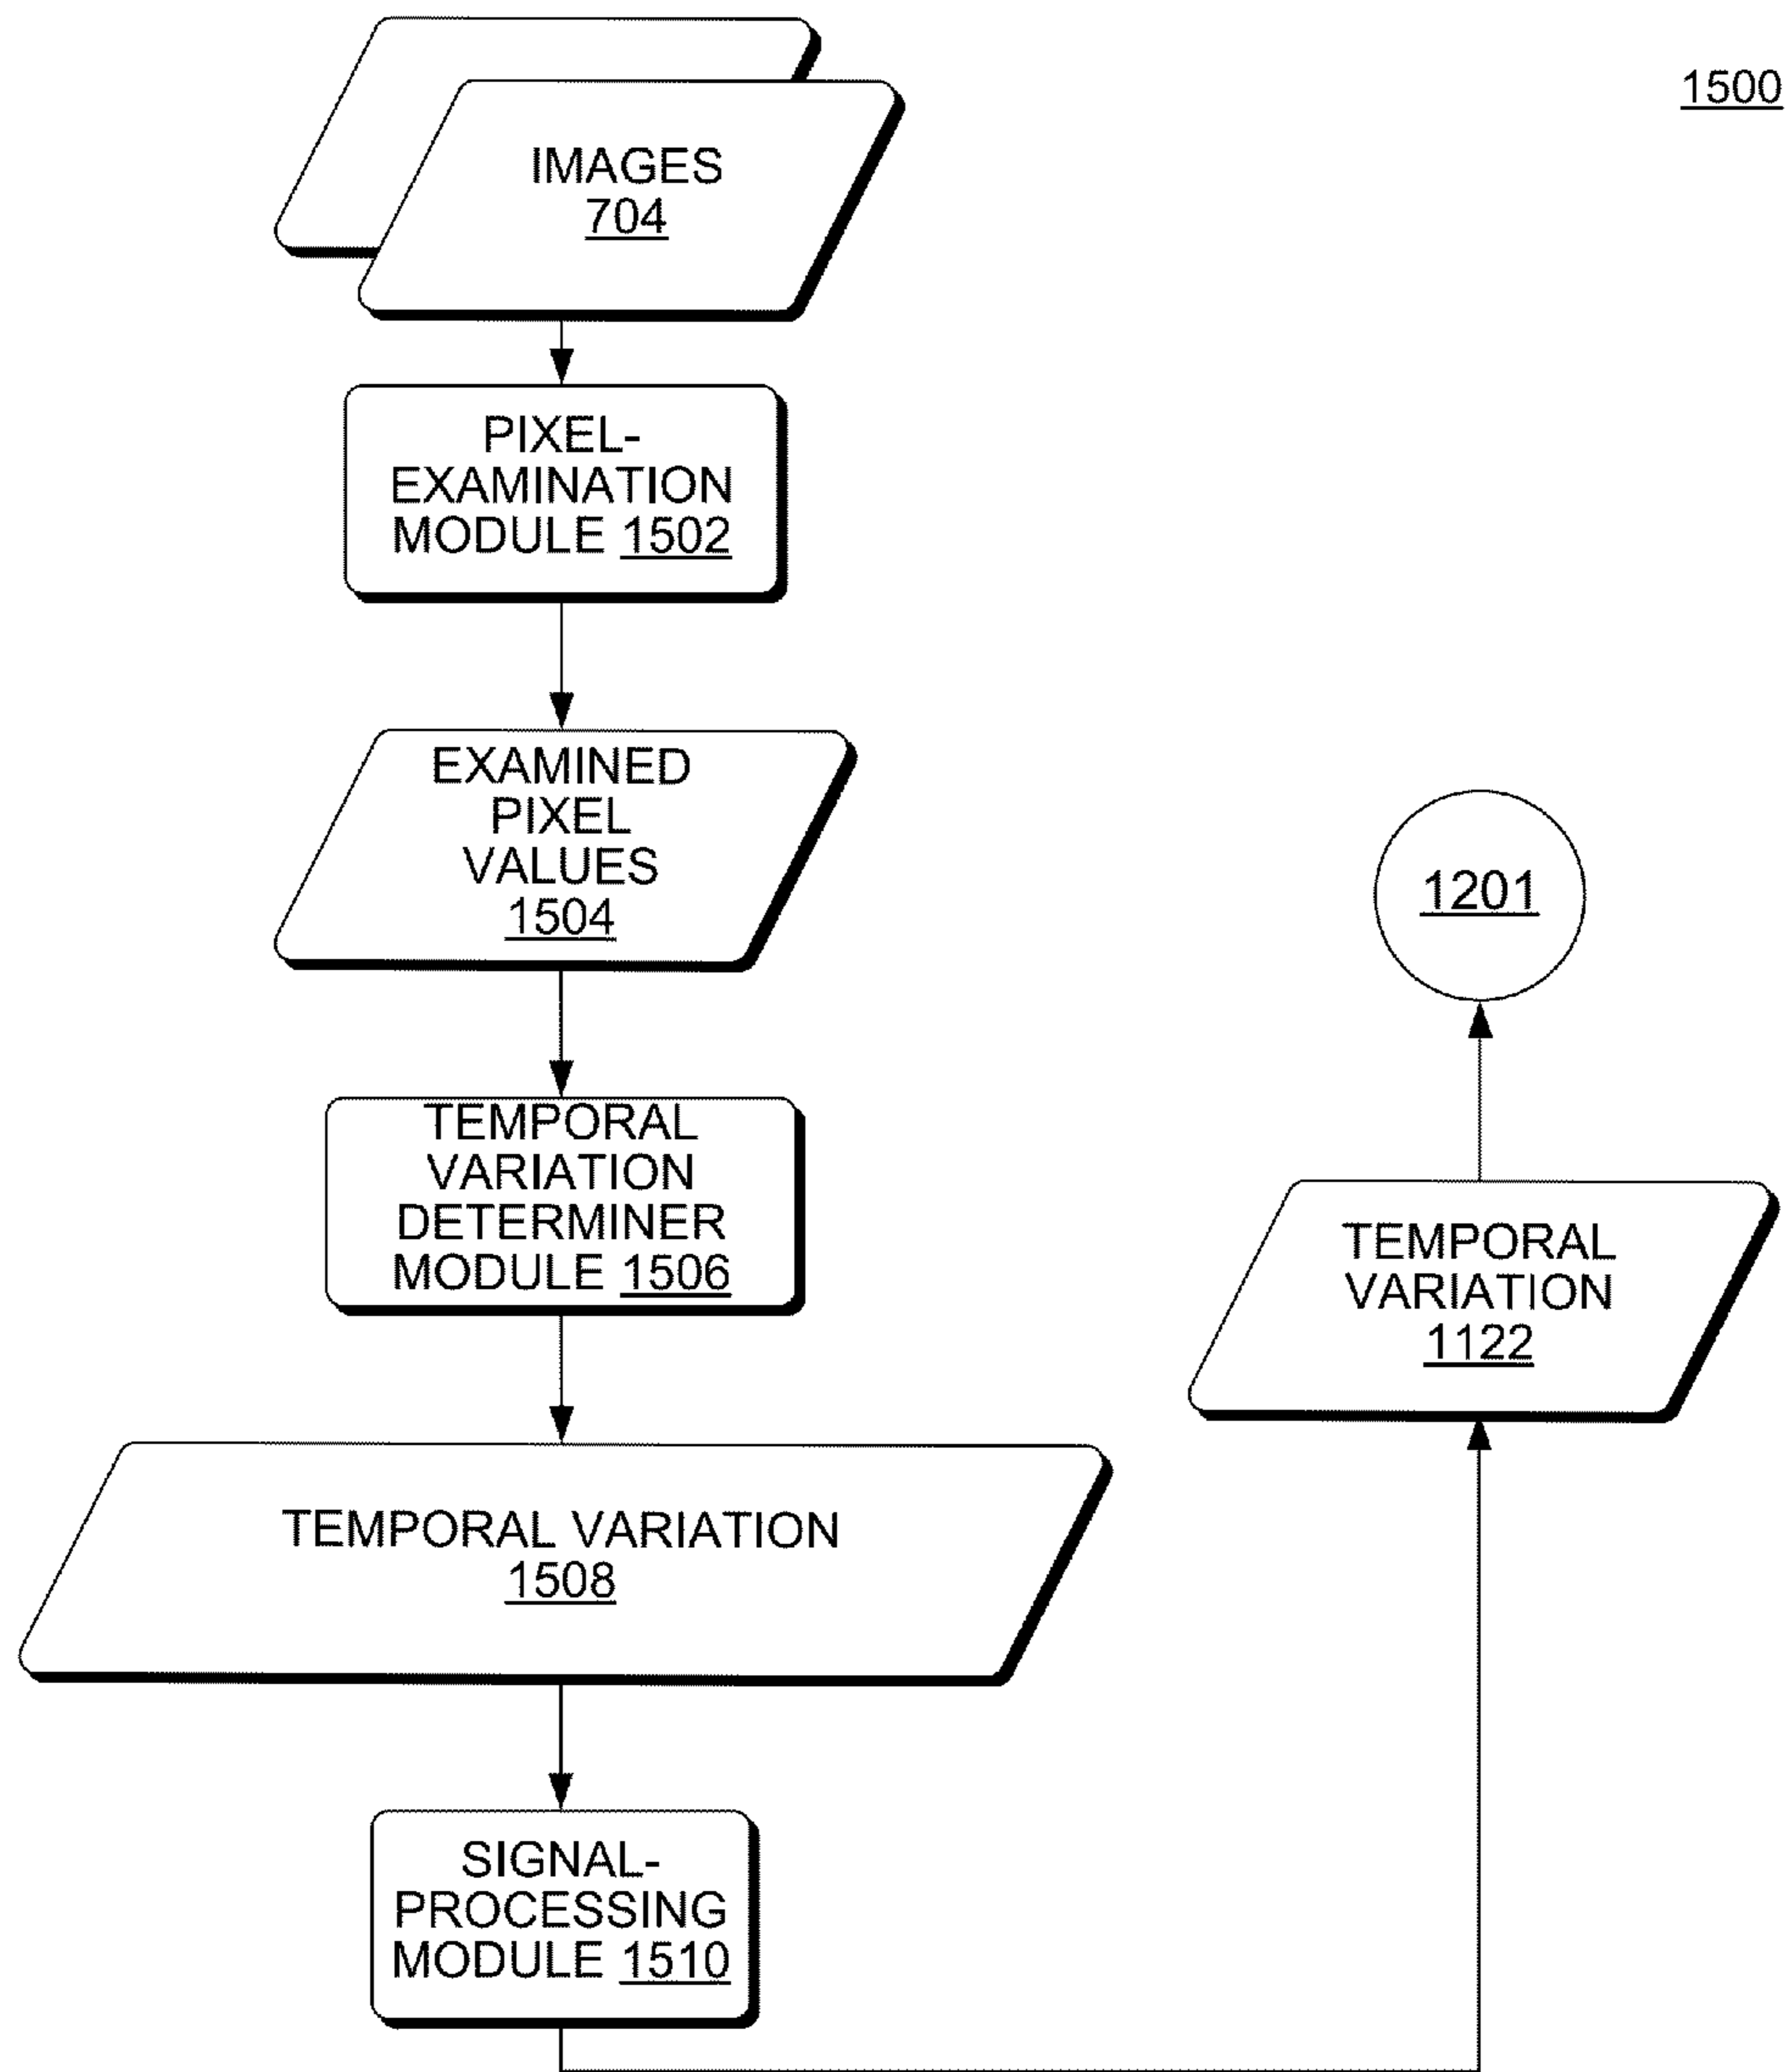 1500
IMAGES
704
PIXEL-
EXAMINATION
MODULE 1502
EXAMINED
PIXEL
VALUES
1504
TEMPORAL
VARIATION
DETERMINER
MODULE 1506
TEMPORAL VARIATION
1508
SIGNAL-
PROCESSING
MODULE 1510
TEMPORAL
VARIATION
1122
1201